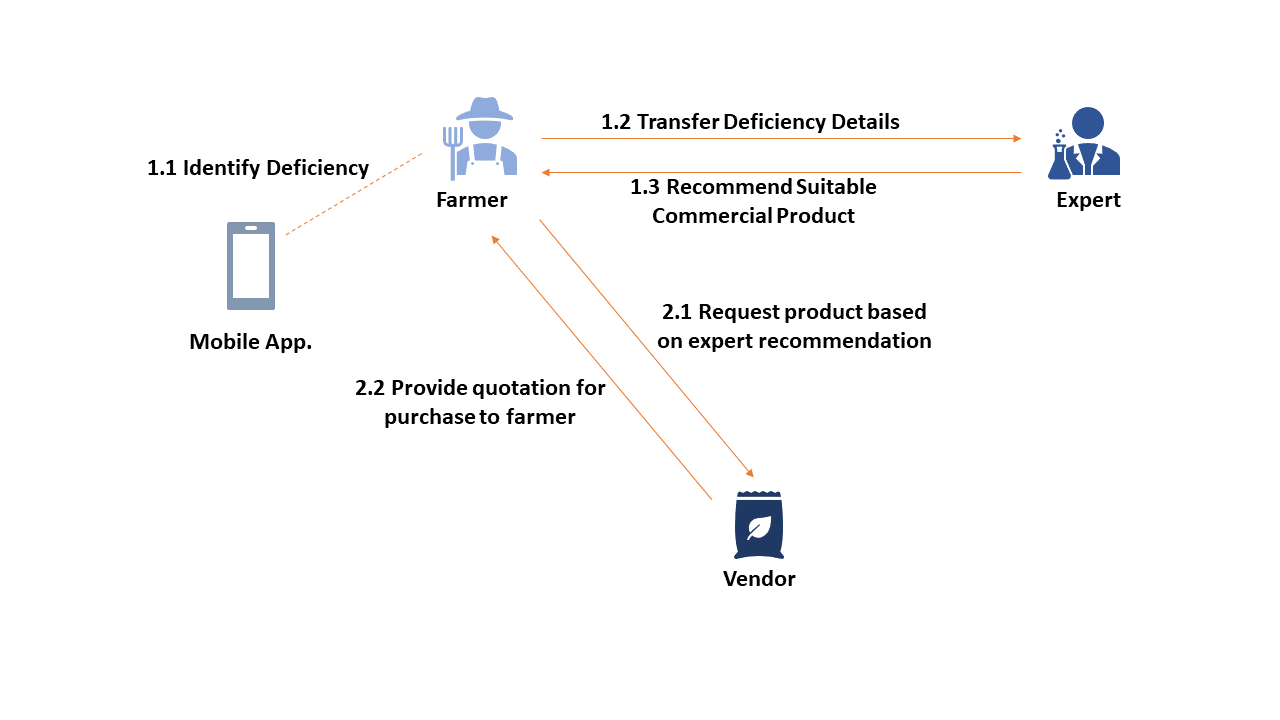 1.2 Transfer Deficiency Details
1.1 Identify Deficiency
1.3 Recommend Suitable
Commercial Product
Farmer
Expert
2.1 Request product based
on expert recommendation
Mobile App.
2.2 Provide quotation for
purchase to farmer
Vendor